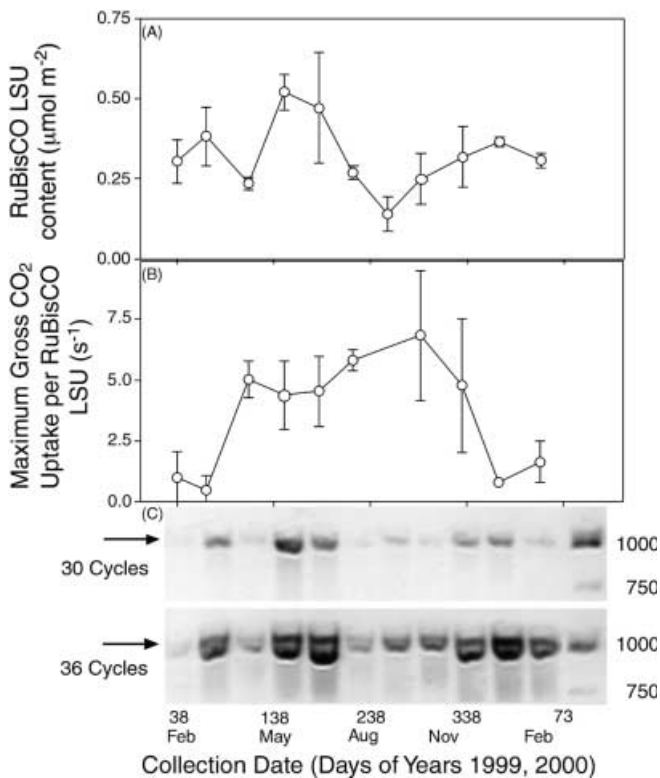 (A)
RuBisCO LSU
content (μmol m-2)
0.75
0.50
0.25
0.00
(B)
Maximum Gross CO2
Uptake per RuBisCO
LSU (s-1)
7.5
5.0
2.5
0.0
(C)
30 Cycles
1000
750
36 Cycles
1000
750
38 138 238 338 73
Feb May Aug Nov Feb
Collection Date (Days of Years 1999, 2000)